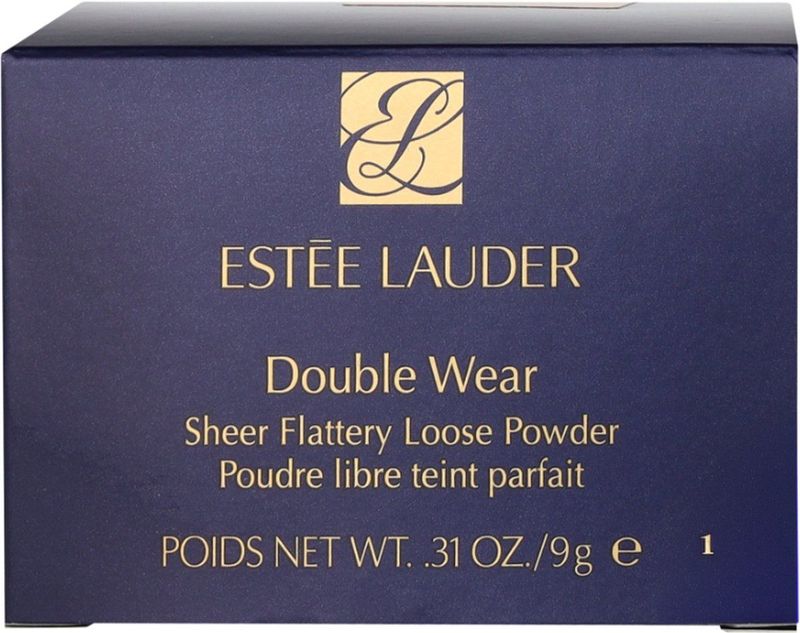 EL
ESTĒE LAUDER
Double Wear
Sheer Flattery Loose Powder
Poudre libre teint parfait
POIDS NET WT. .31 OZ./9g ℮ 1